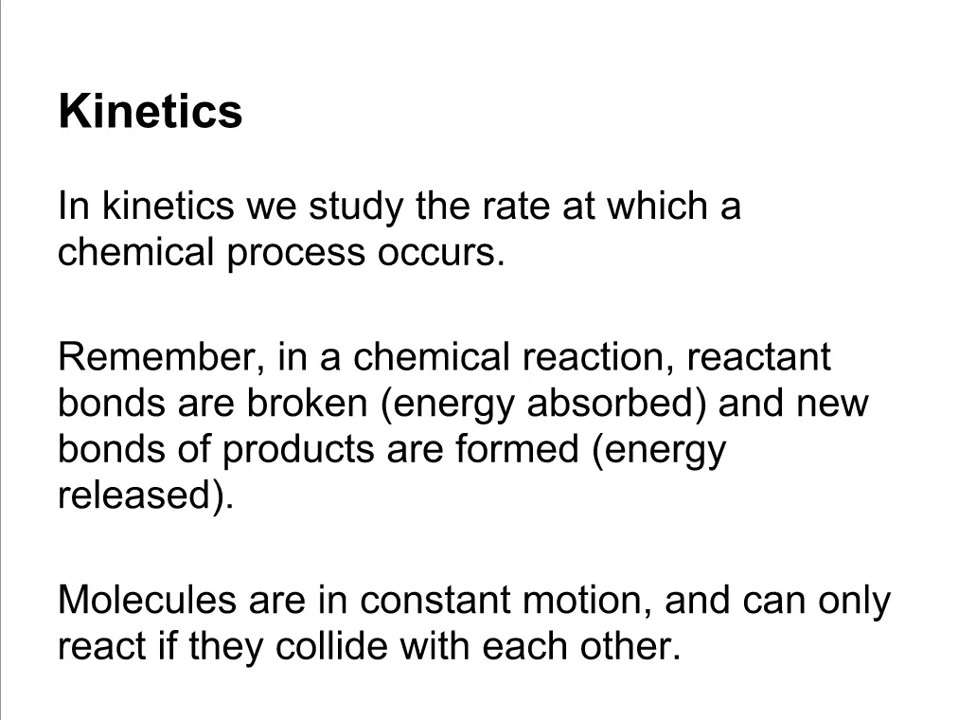 Kinetics
In kinetics we study the rate at which a
chemical process occurs.
Remember, in a chemical reaction, reactant
bonds are broken (energy absorbed) and new
bonds of products are formed (energy
released).
Molecules are in constant motion, and can only
react if they collide with each other.